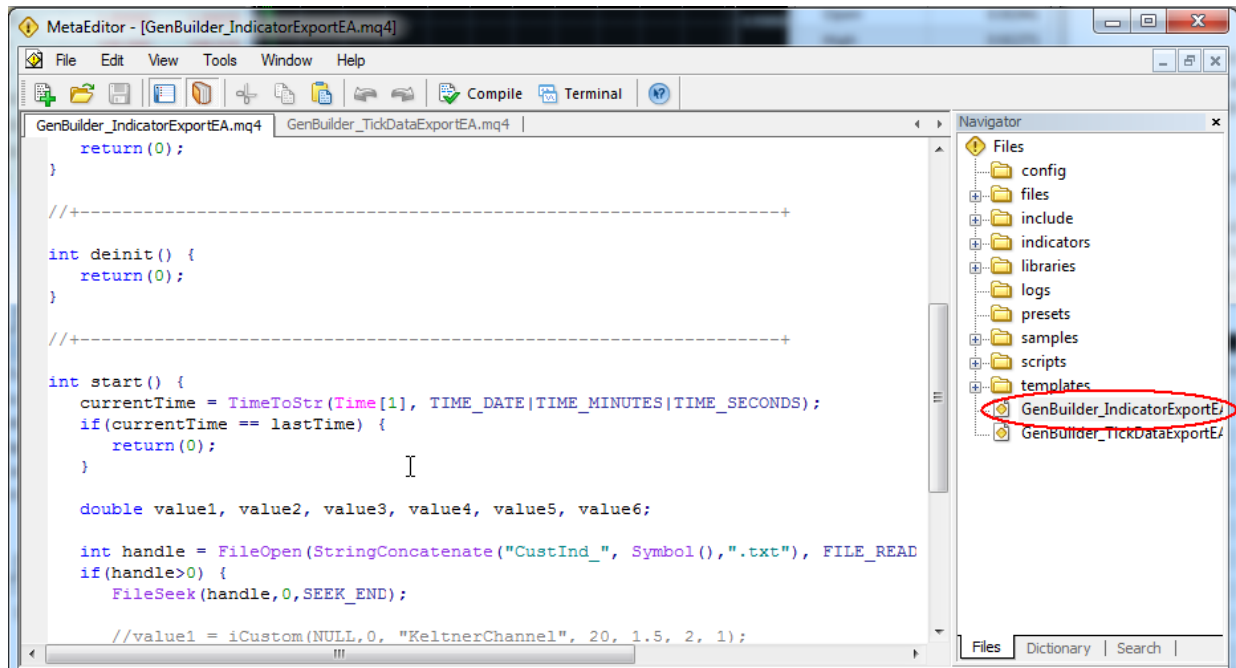 MetaEditor - [GenBuilder_IndicatorExportEA.mq4]
File Edit View Tools Window Help
Compile Terminal
GenBuilder_IndicatorExportEA.mq4 GenBuilder_TickDataExportEA.mq4
return(0);
}
//+------------------------------------------------------------------+
int deinit() {
return(0);
}
//+------------------------------------------------------------------+
int start() {
currentTime = TimeToStr(Time[1], TIME_DATE|TIME_MINUTES|TIME_SECONDS);
if(currentTime == lastTime) {
return(0);
}
double value1, value2, value3, value4, value5, value6;
int handle = FileOpen(StringConcatenate("CustInd_", Symbol(),".txt"), FILE_READ
if(handle>0) {
FileSeek(handle,0,SEEK_END);
//value1 = iCustom(NULL,0, "KeltnerChannel", 20, 1.5, 2, 1);
Navigator
Files
config
files
include
indicators
libraries
logs
presets
samples
scripts
templates
GenBuilder_IndicatorExportEA
GenBuilder_TickDataExportEA
Files Dictionary Search